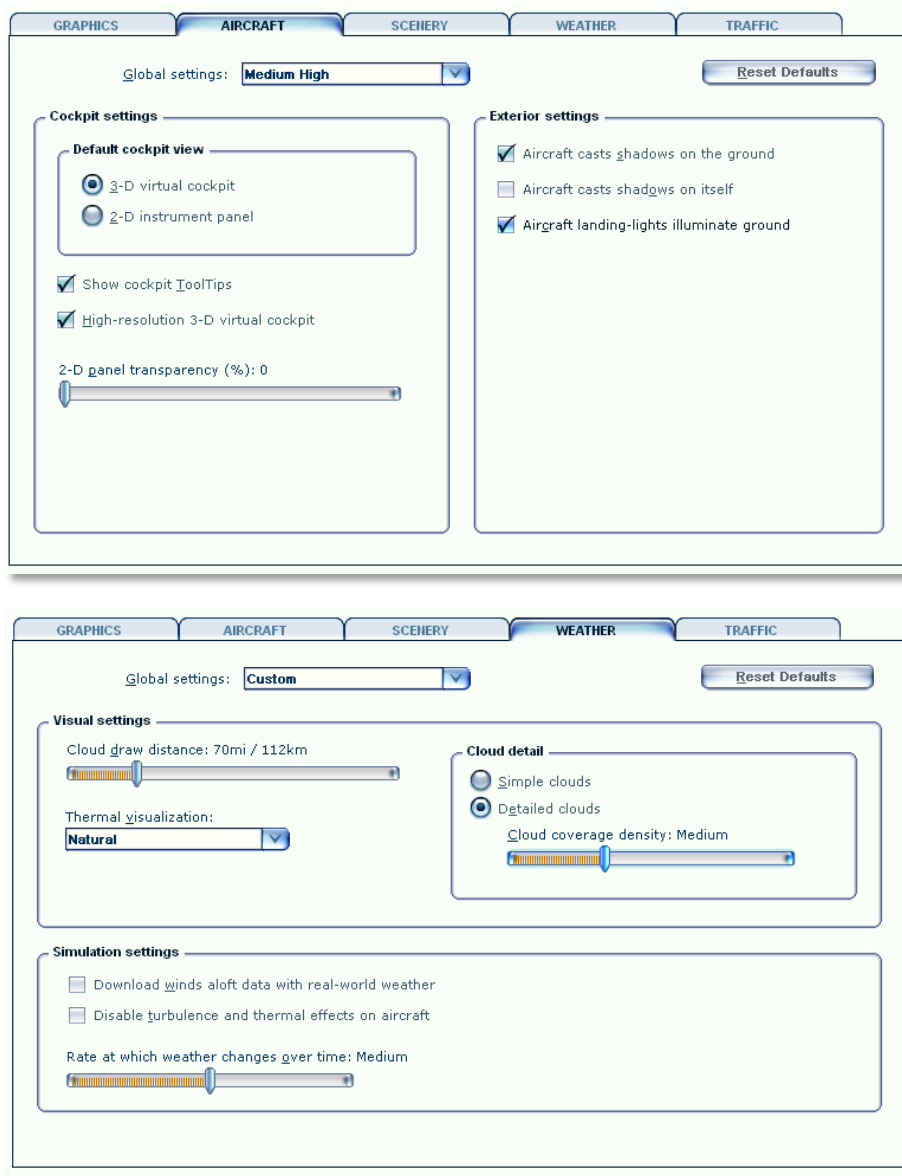 GRAPHICS AIRCRAFT SCENERY WEATHER TRAFFIC
Global settings: Medium High Reset Defaults
Cockpit settings
Default cockpit view
3-D virtual cockpit
2-D instrument panel
Show cockpit ToolTips
High-resolution 3-D virtual cockpit
2-D panel transparency (%): 0
Exterior settings
Aircraft casts shadows on the ground
Aircraft casts shadows on itself
Aircraft landing-lights illuminate ground
GRAPHICS AIRCRAFT SCENERY WEATHER TRAFFIC
Global settings: Custom Reset Defaults
Visual settings
Cloud draw distance: 70mi / 112km
Thermal visualization:
Natural
Cloud detail
Simple clouds
Detailed clouds
Cloud coverage density: Medium
Simulation settings
Download winds aloft data with real-world weather
Disable turbulence and thermal effects on aircraft
Rate at which weather changes over time: Medium